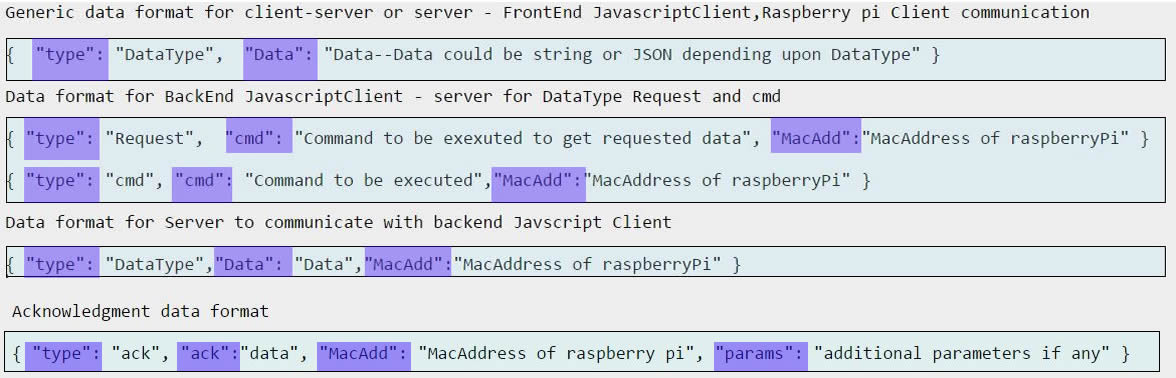 Generic data format for client-server or server - FrontEnd JavascriptClient,Raspberry pi Client communication
{ "type": "DataType", "Data": "Data--Data could be string or JSON depending upon DataType" }
Data format for BackEnd JavascriptClient - server for DataType Request and cmd
{ "type": "Request", "cmd": "Command to be exexuted to get requested data", "MacAdd":"MacAddress of raspberryPi" }
{ "type": "cmd", "cmd": "Command to be executed","MacAdd":"MacAddress of raspberryPi" }
Data format for Server to communicate with backend Javscript Client
{ "type": "DataType","Data": "Data","MacAdd":"MacAddress of raspberryPi" }
Acknowledgment data format
{ "type": "ack", "ack":"data", "MacAdd": "MacAddress of raspberry pi", "params": "additional parameters if any" }